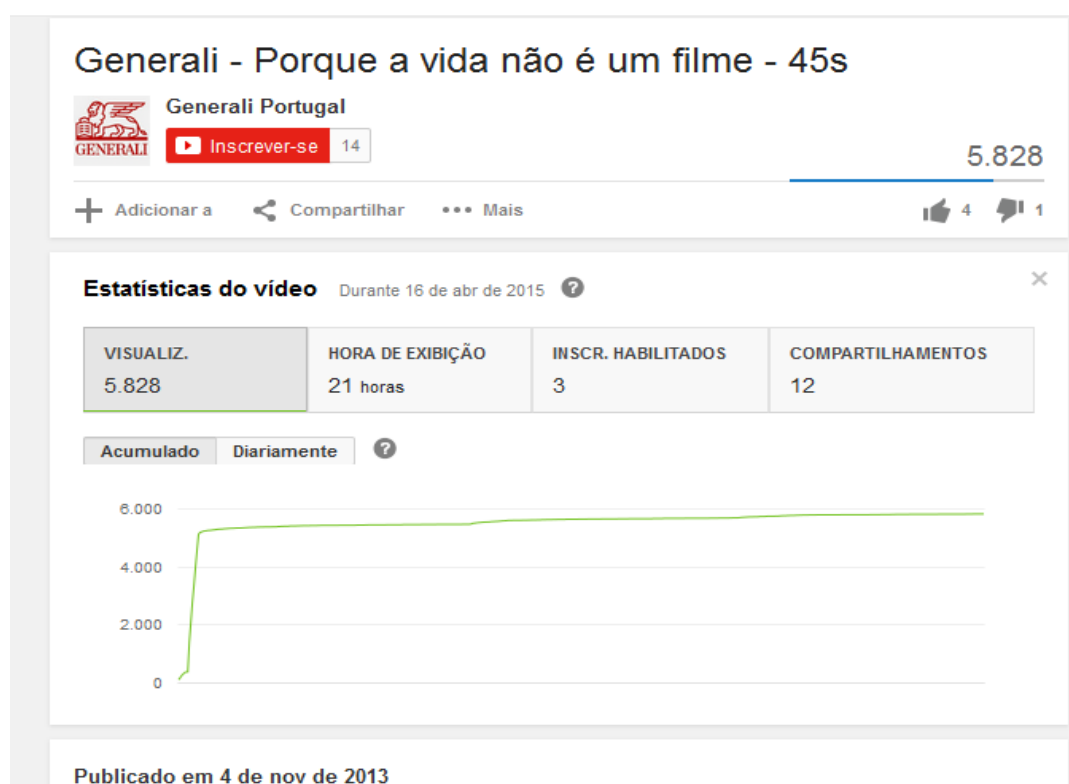 Generali - Porque a vida não é um filme - 45s
GENERALI
Generali Portugal
Inscrever-se 14
5.828
Adicionar a Compartilhar Mais 4 1
Estatísticas do vídeo Durante 16 de abr de 2015 ?
VISUALIZ. HORA DE EXIBIÇÃO INSCR. HABILITADOS COMPARTILHAMENTOS
5.828 21 horas 3 12
Acumulado Diariamente ?
6.000
4.000
2.000
0
Publicado em 4 de nov de 2013